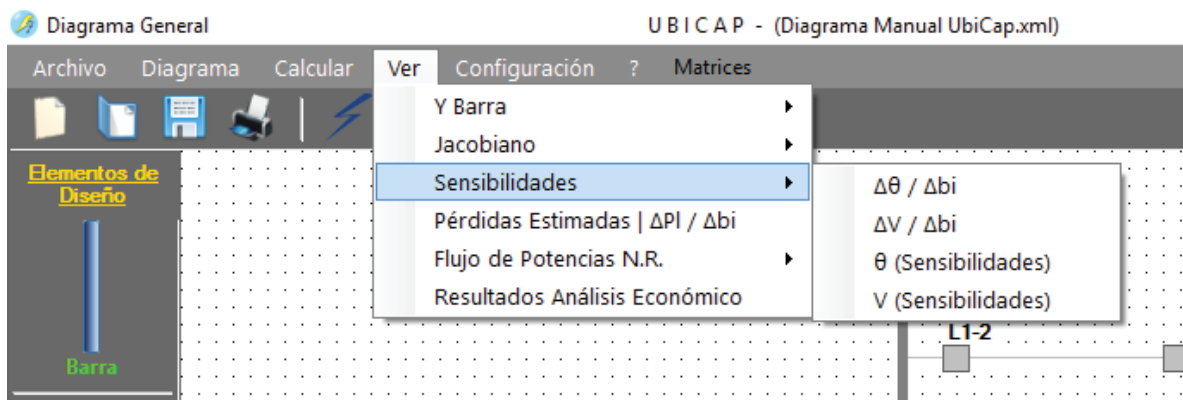 Diagrama General
U B I C A P - (Diagrama Manual UbiCap.xml)
Archivo Diagrama Calcular Ver Configuración ? Matrices
Y Barra
Jacobiano
Sensibilidades
Pérdidas Estimadas | ΔPl / Δbi
Flujo de Potencias N.R.
Resultados Análisis Económico
Δθ / Δbi
ΔV / Δbi
θ (Sensibilidades)
V (Sensibilidades)
Elementos de
Diseño
Barra
L1-2